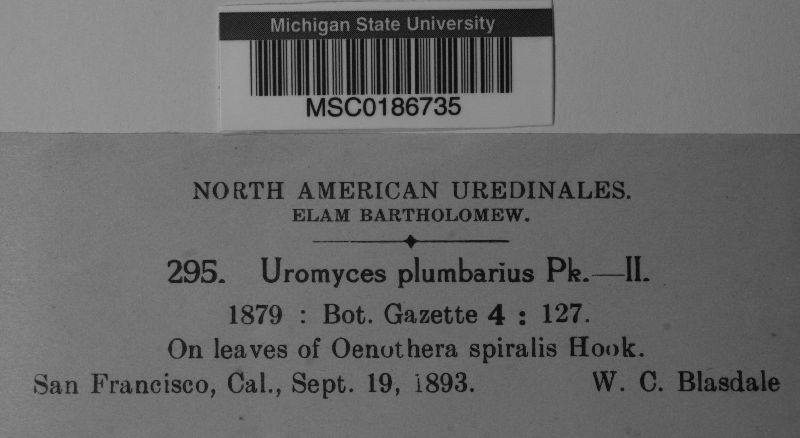 Michigan State University
MSC0186735
NORTH AMERICAN UREDINALES.
ELAM BARTHOLOMEW.
295. Uromyces plumbarius Pk.—II.
1879 : Bot. Gazette 4 : 127.
On leaves of Oenothera spiralis Hook.
San Francisco, Cal., Sept. 19, 1893. W. C. Blasdale